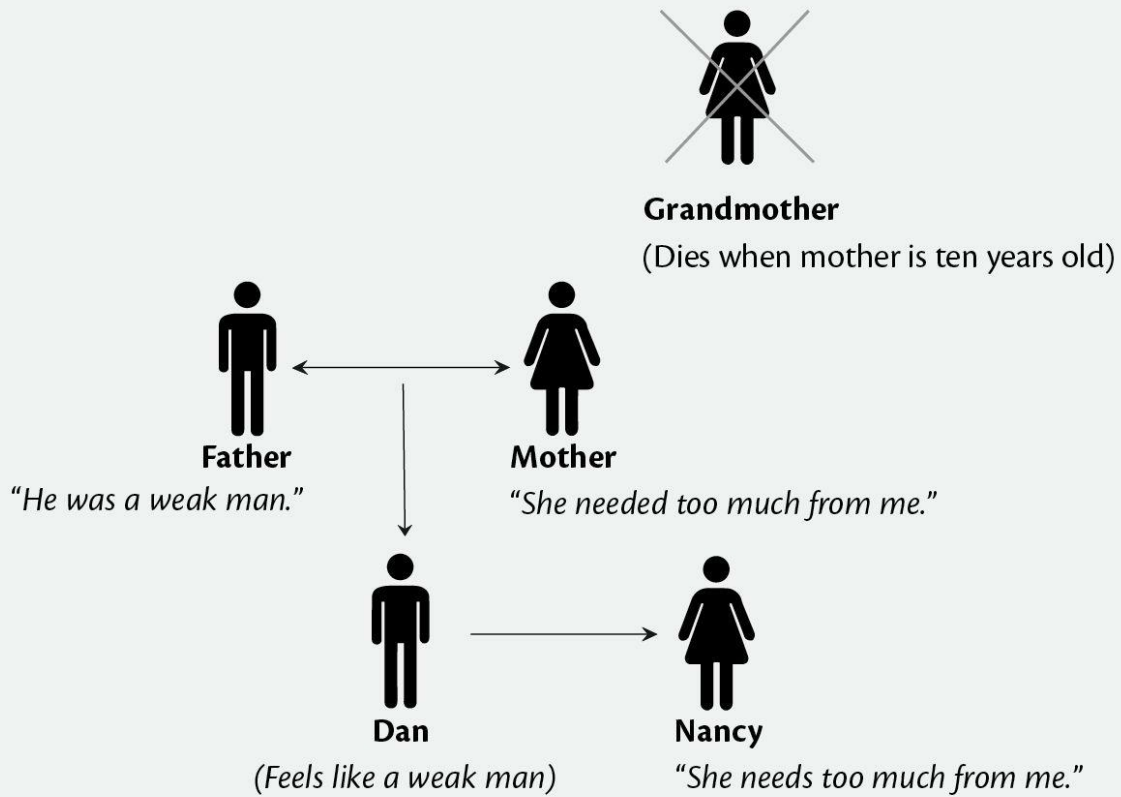 Grandmother
(Dies when mother is ten years old)
Father
Mother
“He was a weak man.”
“She needed too much from me.”
Dan
Nancy
(Feels like a weak man)
“She needs too much from me.”